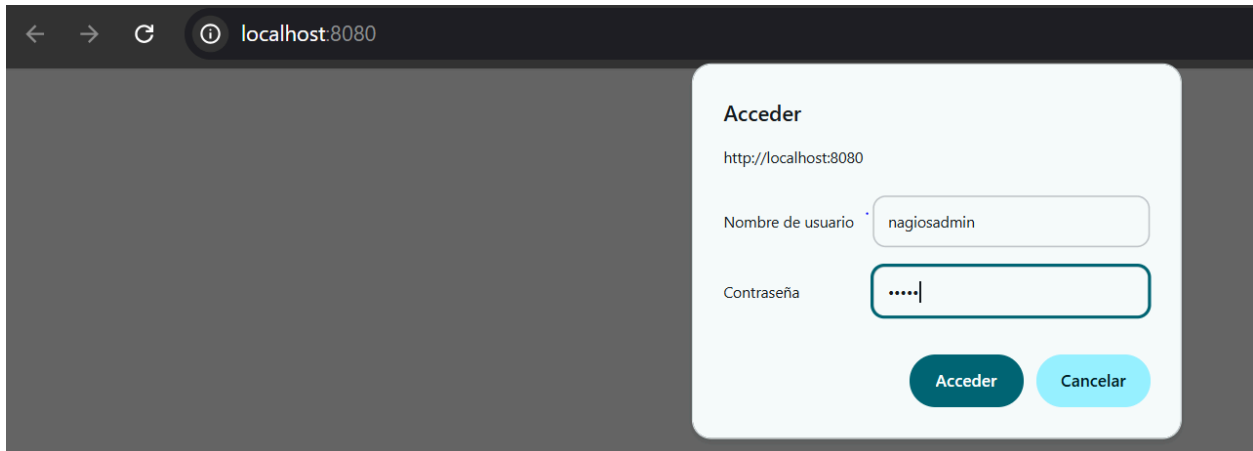 localhost:8080
Acceder
http://localhost:8080
Nombre de usuario nagiosadmin
Contraseña •••••
Acceder Cancelar